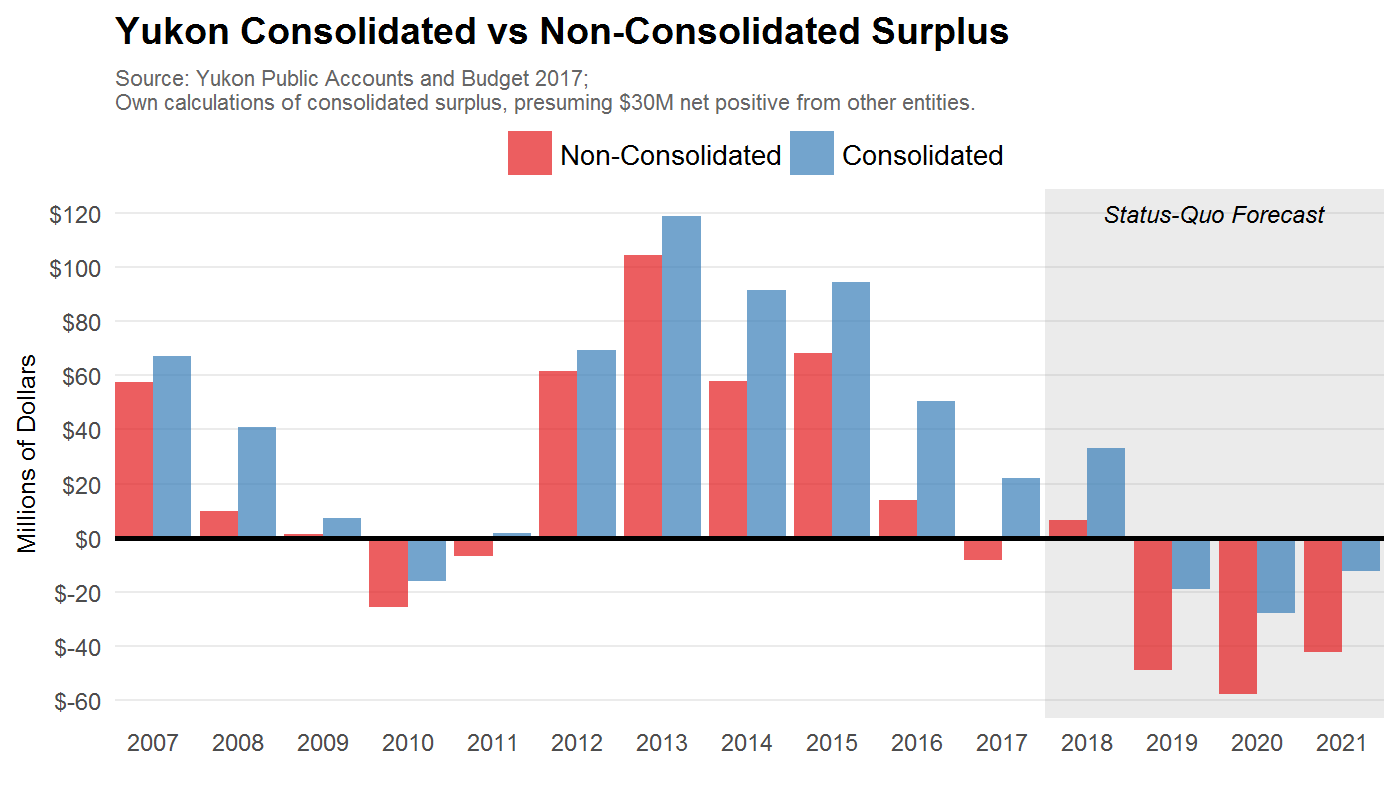 Yukon Consolidated vs Non-Consolidated Surplus
Source: Yukon Public Accounts and Budget 2017;
Own calculations of consolidated surplus, presuming $30M net positive from other entities.
Non-Consolidated Consolidated
Status-Quo Forecast
Millions of Dollars
$120
$100
$80
$60
$40
$20
$0
$-20
$-40
$-60
2007 2008 2009 2010 2011 2012 2013 2014 2015 2016 2017 2018 2019 2020 2021